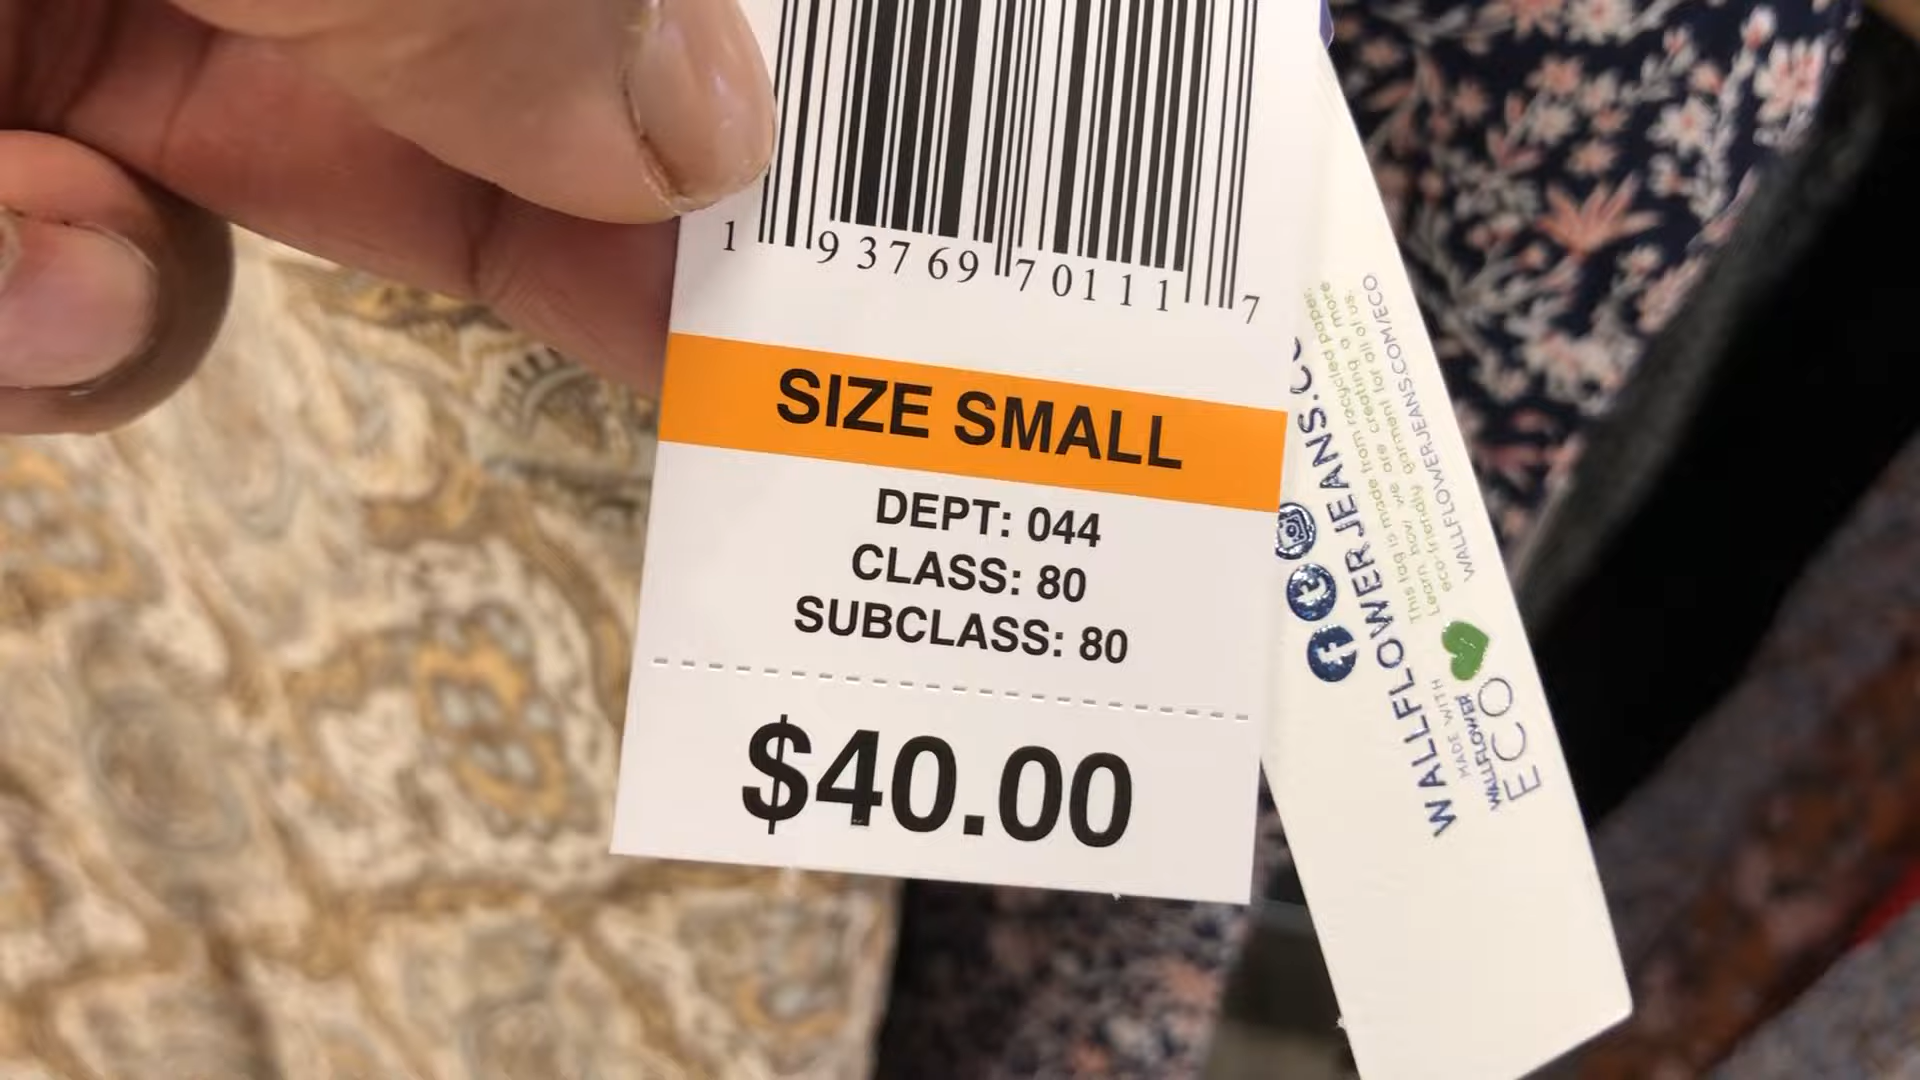 1 93769 70111 7
SIZE SMALL
DEPT: 044
CLASS: 80
SUBCLASS: 80
$40.00
WALLFLOWERJEANS.C
This tag is made from recycled paper.
Learn how we are creating a more
eco friendly garment for all of us.
WALLFLOWERJEANS.COM/ECO
MADE WITH
WALLFLOWER
ECO